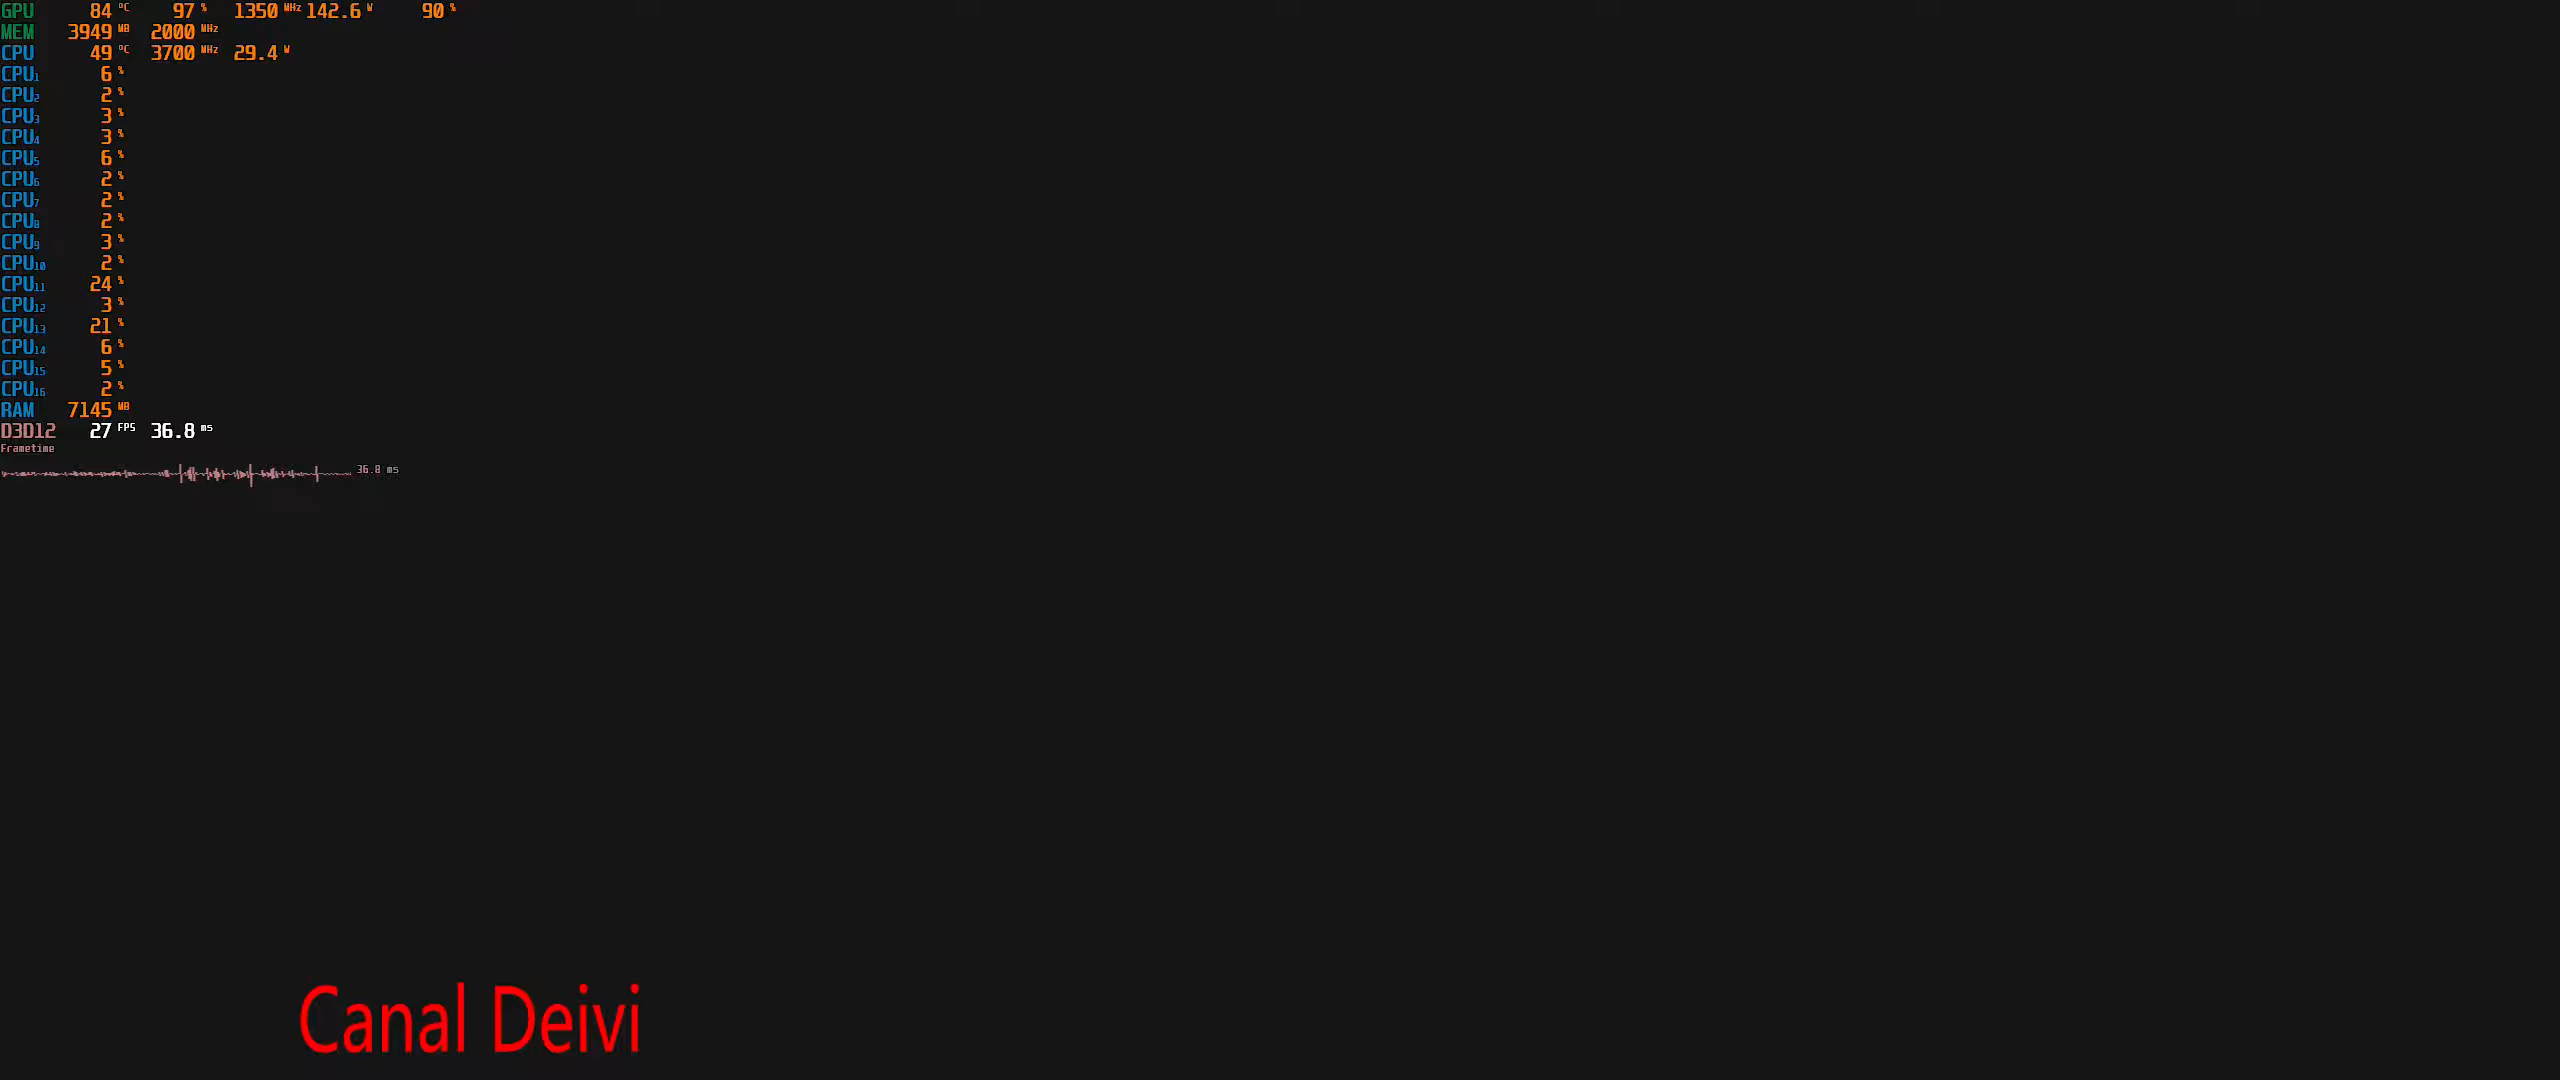 GPU 84 °C 97 % 1350 MHz 142.6 W 90 %
MEM 3949 MB 2000 MHz
CPU 49 °C 3700 MHz 29.4 W
CPU1 6 %
CPU2 2 %
CPU3 3 %
CPU4 3 %
CPU5 6 %
CPU6 2 %
CPU7 2 %
CPU8 2 %
CPU9 3 %
CPU10 2 %
CPU11 24 %
CPU12 3 %
CPU13 21 %
CPU14 6 %
CPU15 5 %
CPU16 2 %
RAM 7145 MB
D3D12 27 FPS 36.8 ms
Frametime
36.8 ms
Canal Deivi